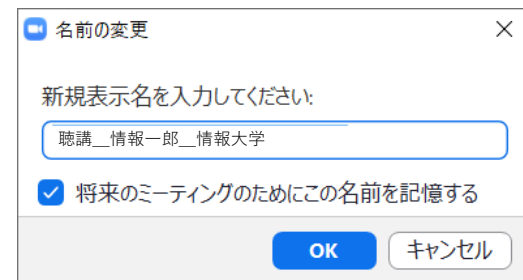 名前の変更
新規表示名を入力してください:
聴講__情報一郎__情報大学
将来のミーティングのためにこの名前を記憶する
OK キャンセル